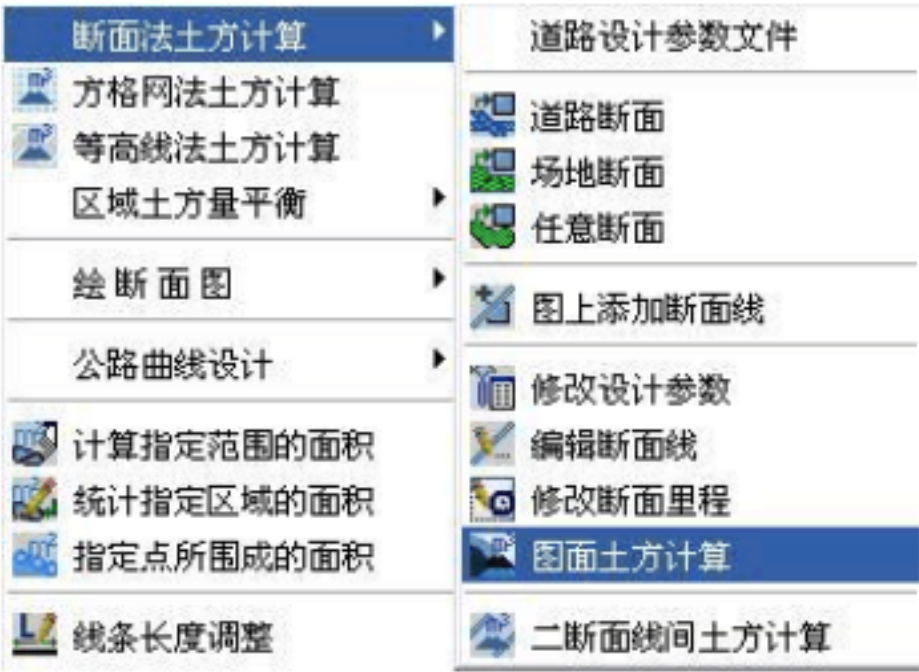 断面法土方计算
方格网法土方计算
等高线法土方计算
区域土方量平衡
绘断面图
公路曲线设计
计算指定范围的面积
统计指定区域的面积
指定点所围成的面积
线条长度调整
道路设计参数文件
道路断面
场地断面
任意断面
图上添加断面线
修改设计参数
编辑断面线
修改断面里程
图面土方计算
二断面线间土方计算